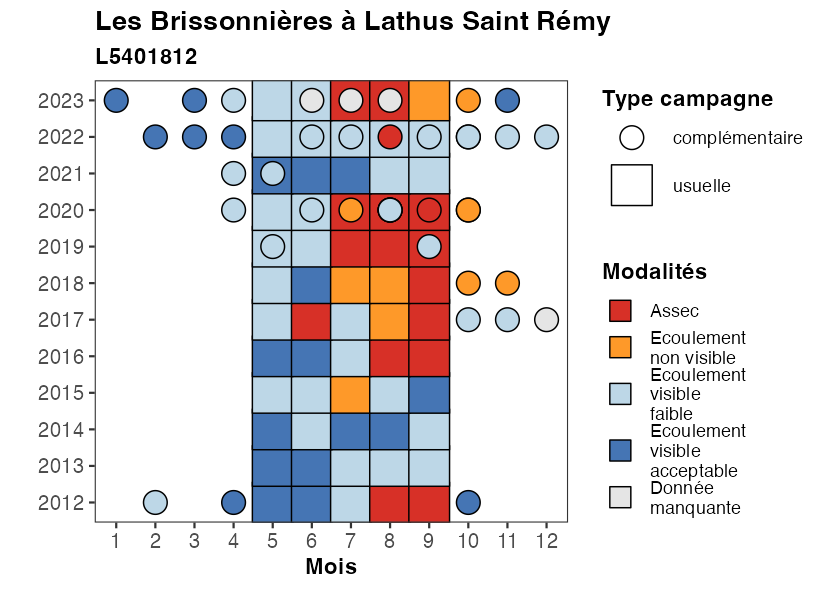 Les Brissonnières à Lathus Saint Rémy
L5401812
2023
2022
2021
2020
2019
2018
2017
2016
2015
2014
2013
2012
1 2 3 4 5 6 7 8 9 10 11 12
Mois
Type campagne
complémentaire
usuelle
Modalités
Assec
Ecoulement
non visible
Ecoulement
visible
faible
Ecoulement
visible
acceptable
Donnée
manquante